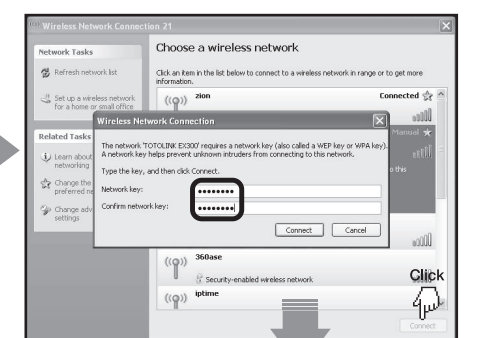 Wireless Network Connection 21
Network Tasks
Refresh network list
Set up a wireless network
for a home or small office
Related Tasks
Learn about
networking
Change the
preferred ne
Change adv
settings
Choose a wireless network
Click an item in the list below to connect to a wireless network in range or to get more
information.
zion
Connected
Manual
o this
Wireless Network Connection
The network 'TOTOLINK EX300' requires a network key (also called a WEP key or WPA key).
A network key helps prevent unknown intruders from connecting to this network.
Type the key, and then click Connect.
Network key:
••••••••
Confirm network key:
••••••••
Connect
Cancel
360ase
Security-enabled wireless network
iptime
Click
Connect